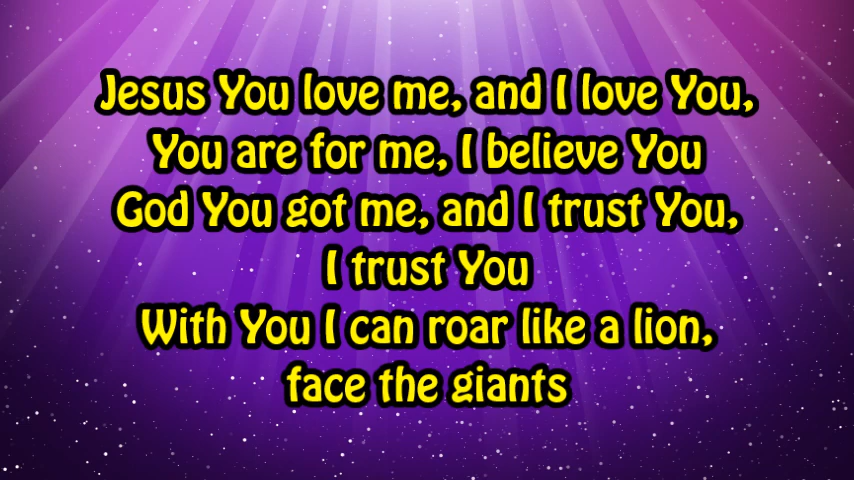 Jesus You love me, and I love You,
You are for me, I believe You
God You got me, and I trust You,
I trust You
With You I can roar like a lion,
face the giants